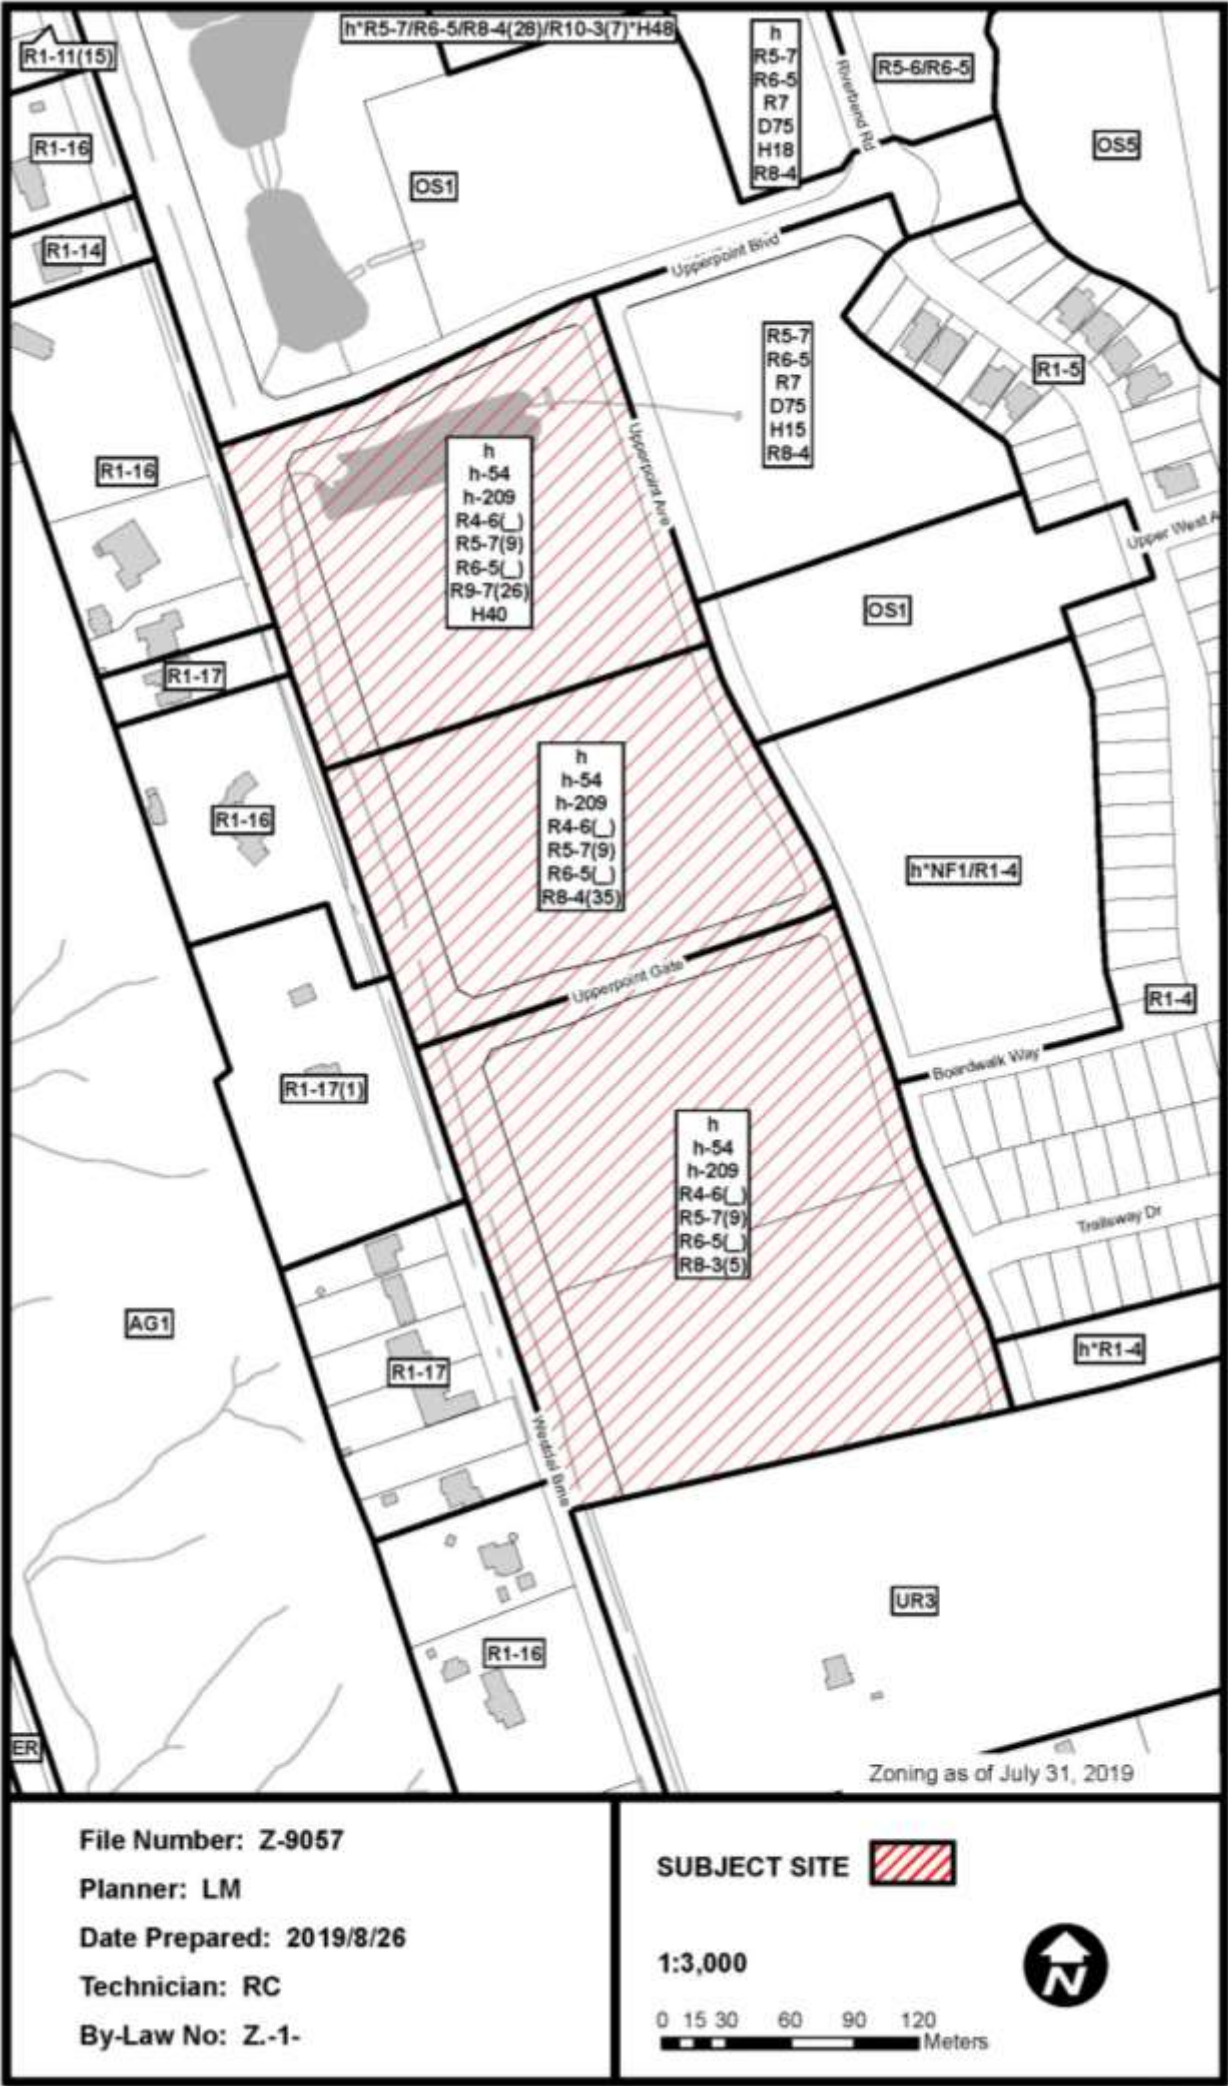 h*R5-7/R6-5/R8-4(28)/R10-3(7)*H48
R1-11(15)
h
R5-7
R6-5
R7
D75
H18
R8-4
Riverbend Rd
R5-6/R6-5
R1-16
OS5
OS1
R1-14
Upperpoint Blvd
R5-7
R6-5
R7
D75
H15
R8-4
R1-5
R1-16
h
h-54
h-209
R4-6(_)
R5-7(9)
R6-5(_)
R9-7(26)
H40
Upperpoint Ave
Upper West A
OS1
R1-17
h
h-54
h-209
R4-6(_)
R5-7(9)
R6-5(_)
R8-4(35)
R1-16
h*NF1/R1-4
Upperpoint Gate
R1-4
Boardwalk Way
R1-17(1)
h
h-54
h-209
R4-6(_)
R5-7(9)
R6-5(_)
R8-3(5)
Trailsway Dr
AG1
h*R1-4
R1-17
Westdel Brne
UR3
R1-16
ER
Zoning as of July 31, 2019
File Number: Z-9057
Planner: LM
Date Prepared: 2019/8/26
Technician: RC
By-Law No: Z.-1-
SUBJECT SITE
1:3,000
0 15 30 60 90 120
Meters
N